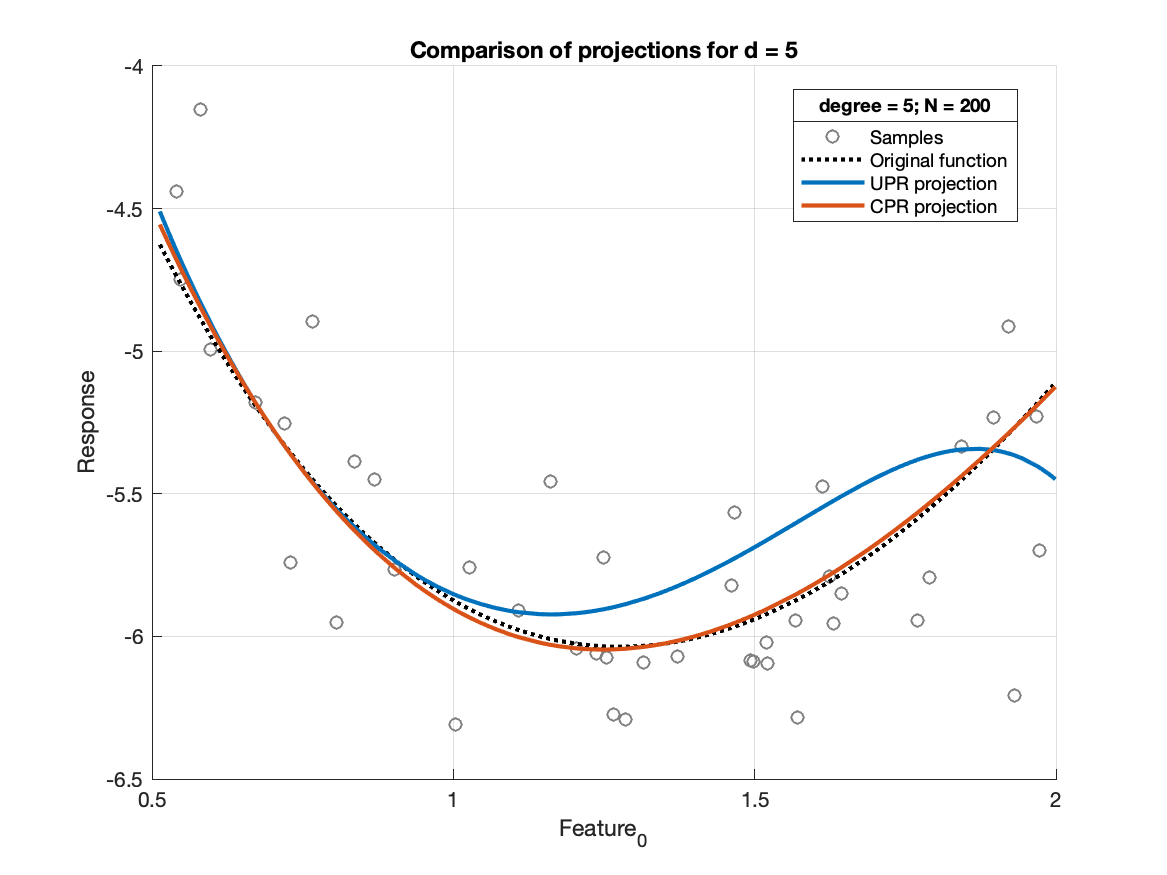 Comparison of projections for d = 5
degree = 5; N = 200
Samples
Original function
UPR projection
CPR projection
Response
-4
-4.5
-5
-5.5
-6
-6.5
0.5 1 1.5 2
Feature0